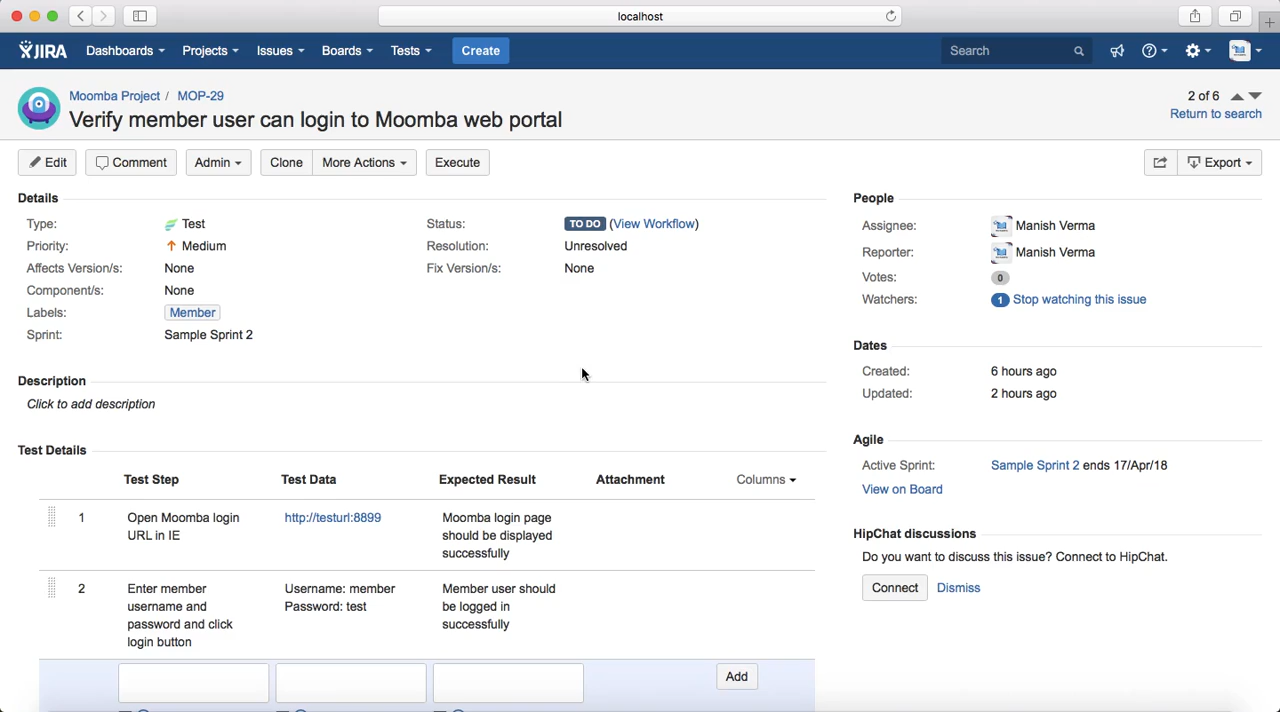 localhost
JIRA Dashboards Projects Issues Boards Tests Create Search
Moomba Project / MOP-29
2 of 6
Verify member user can login to Moomba web portal
Return to search
Edit Comment Admin Clone More Actions Execute Export
Details
Type: Test
Status: TO DO (View Workflow)
Priority: Medium
Resolution: Unresolved
Affects Version/s: None
Fix Version/s: None
Component/s: None
Labels: Member
Sprint: Sample Sprint 2
People
Assignee: Manish Verma
Reporter: Manish Verma
Votes: 0
Watchers: 1 Stop watching this issue
Description
Click to add description
Dates
Created: 6 hours ago
Updated: 2 hours ago
Agile
Active Sprint: Sample Sprint 2 ends 17/Apr/18
View on Board
HipChat discussions
Do you want to discuss this issue? Connect to HipChat.
Connect Dismiss
Test Details
Test Step Test Data Expected Result Attachment Columns
1
Open Moomba login
URL in IE
http://testurl:8899
Moomba login page
should be displayed
successfully
2
Enter member
username and
password and click
login button
Username: member
Password: test
Member user should
be logged in
successfully
Add